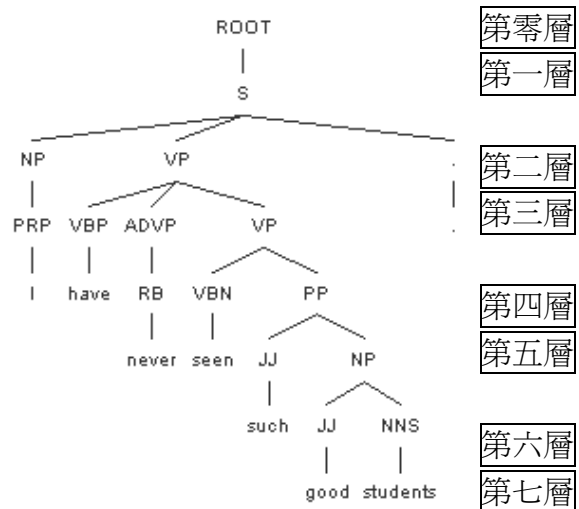 ROOT 第零層
第一層
S
NP VP . 第二層
PRP VBP ADVP VP . 第三層
I have RB VBN PP 第四層
never seen JJ NP 第五層
such JJ NNS 第六層
good students 第七層